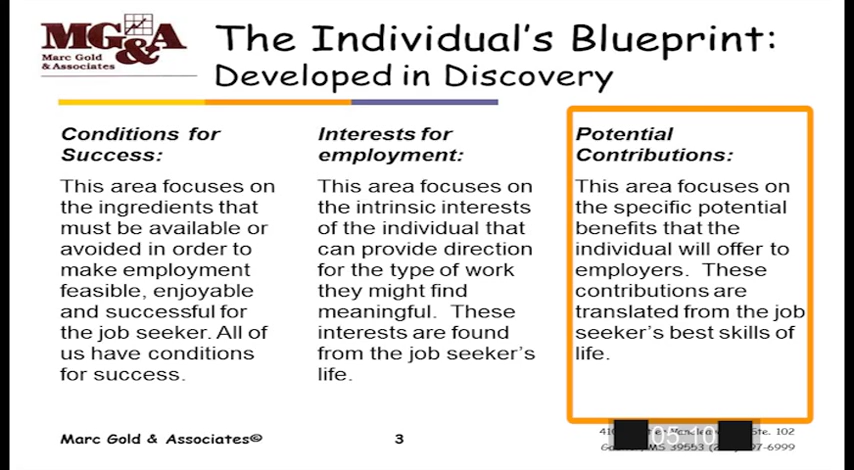 MG&A
Marc Gold
& Associates
The Individual's Blueprint:
Developed in Discovery
Conditions for
Success:
This area focuses on
the ingredients that
must be available or
avoided in order to
make employment
feasible, enjoyable
and successful for
the job seeker. All of
us have conditions
for success.
Interests for
employment:
This area focuses on
the intrinsic interests
of the individual that
can provide direction
for the type of work
they might find
meaningful.  These
interests are found
from the job seeker's
life.
Potential
Contributions:
This area focuses on
the specific potential
benefits that the
individual will offer to
employers.  These
contributions are
translated from the job
seeker's best skills of
life.
Marc Gold & Associates©
3
Ste. 102
MS 39553
05:10